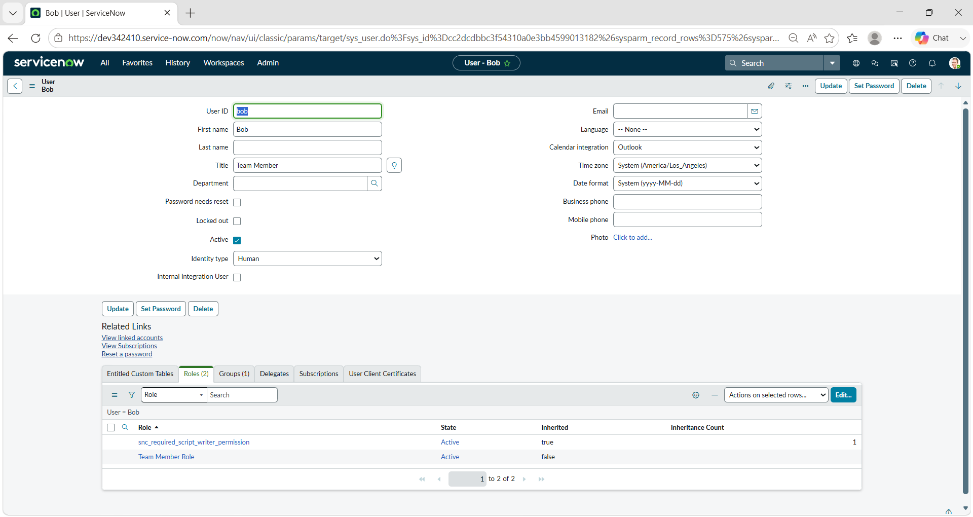 Bob | User | ServiceNow
https://dev342410.service-now.com/now/nav/ui/classic/params/target/sys_user.do%3Fsys_id%3Dcc2dcdbbc3f54310a0e3bb4599013182%26sysparm_record_rows%3D575%26syspar...
Chat
servicenow All Favorites History Workspaces Admin User - Bob Search
User
Bob
Update Set Password Delete
User ID bob
First name Bob
Last name
Title Team Member
Department
Password needs reset
Locked out
Active
Identity type Human
Internal Integration User
Email
Language -- None --
Calendar integration Outlook
Time zone System (America/Los_Angeles)
Date format System (yyyy-MM-dd)
Business phone
Mobile phone
Photo Click to add...
Update Set Password Delete
Related Links
View linked accounts
View Subscriptions
Reset a password
Entitled Custom Tables Roles (2) Groups (1) Delegates Subscriptions User Client Certificates
Role Search Actions on selected rows... Edit...
User = Bob
Role State Inherited Inheritance Count
snc_required_script_writer_permission Active true 1
Team Member Role Active false
1 to 2 of 2